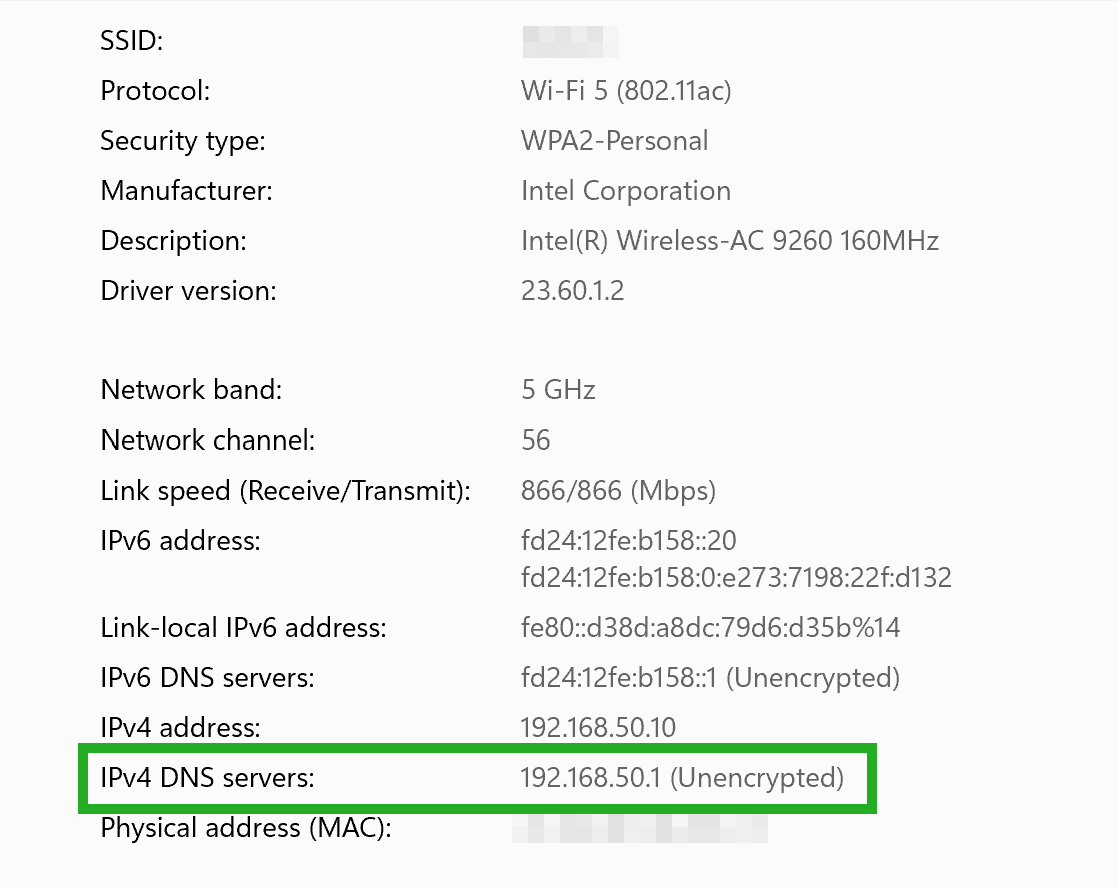 SSID:
Protocol: Wi-Fi 5 (802.11ac)
Security type: WPA2-Personal
Manufacturer: Intel Corporation
Description: Intel(R) Wireless-AC 9260 160MHz
Driver version: 23.60.1.2
Network band: 5 GHz
Network channel: 56
Link speed (Receive/Transmit): 866/866 (Mbps)
IPv6 address: fd24:12fe:b158::20
fd24:12fe:b158:0:e273:7198:22f:d132
Link-local IPv6 address: fe80::d38d:a8dc:79d6:d35b%14
IPv6 DNS servers: fd24:12fe:b158::1 (Unencrypted)
IPv4 address: 192.168.50.10
IPv4 DNS servers: 192.168.50.1 (Unencrypted)
Physical address (MAC):